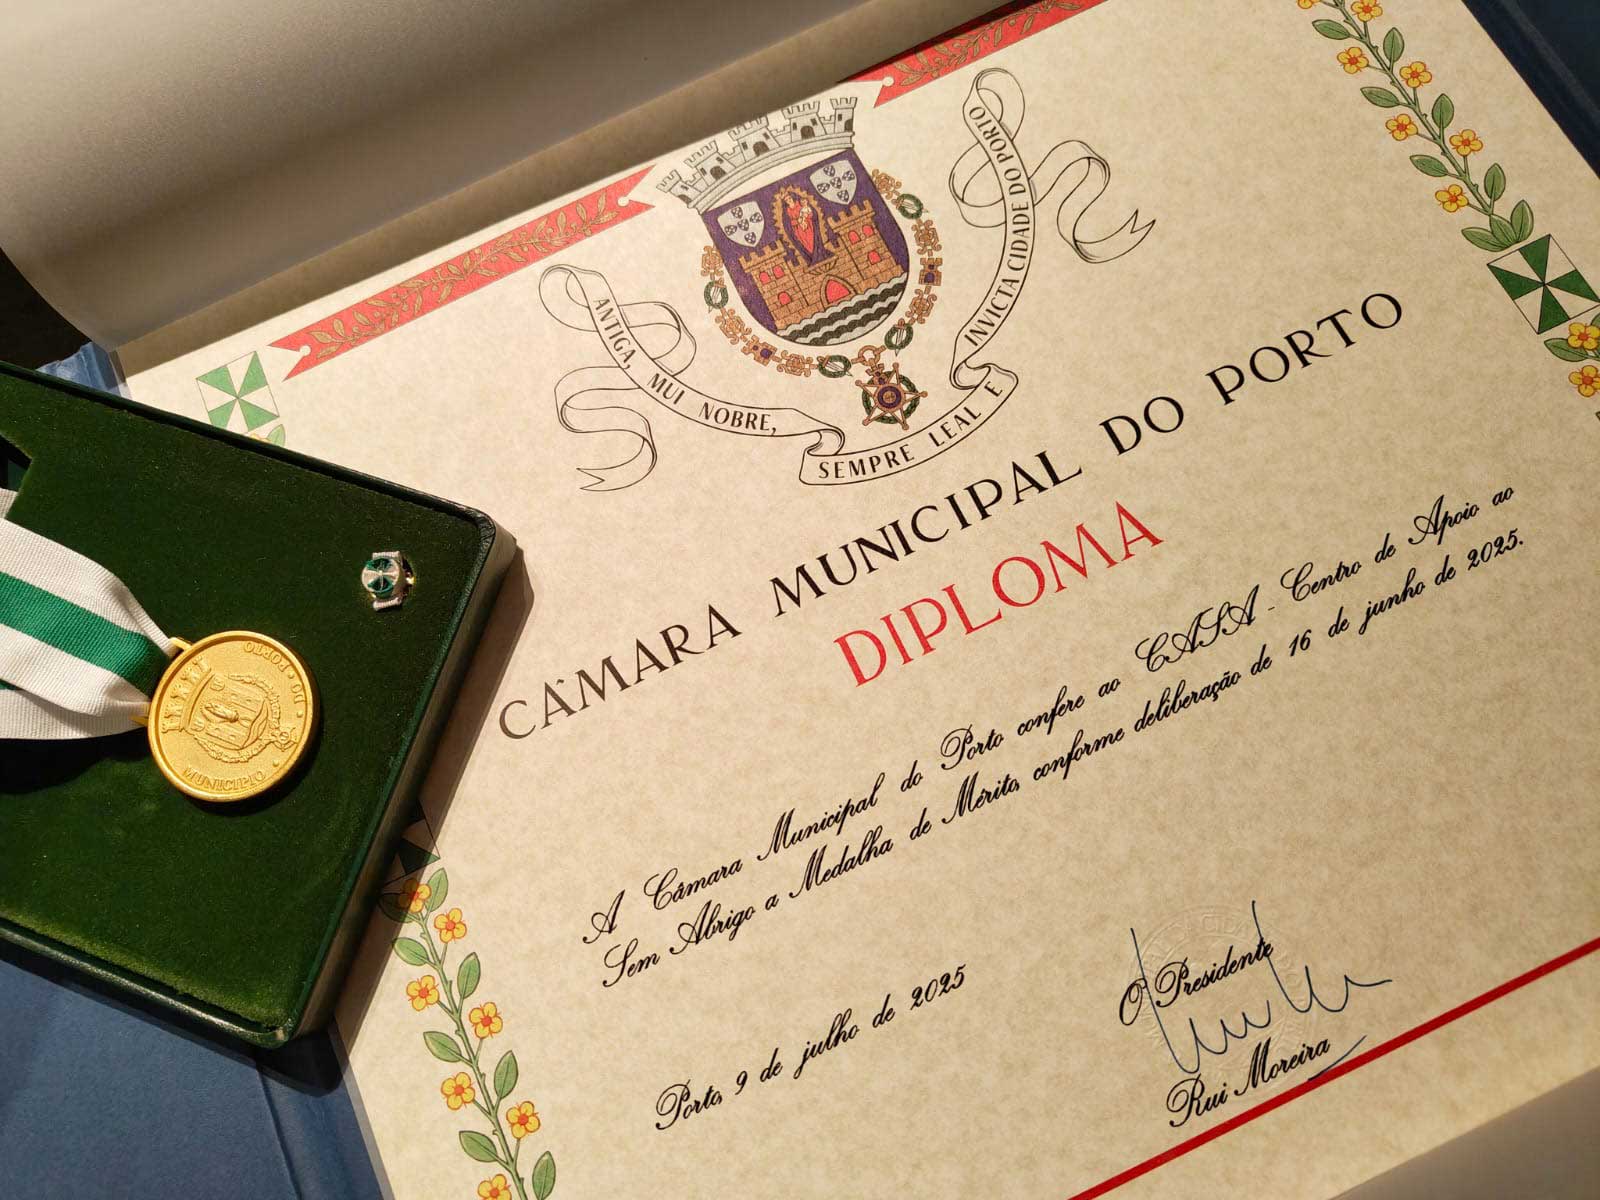 ANTIGA, MUI NOBRE, SEMPRE LEAL E INVICTA CIDADE DO PORTO
CÂMARA MUNICIPAL DO PORTO
DIPLOMA
A Câmara Municipal do Porto confere ao CASA - Centro de Apoio ao
Sem Abrigo a Medalha de Mérito, conforme deliberação de 16 de junho de 2025.
Porto, 9 de julho de 2025
O Presidente
Rui Moreira
MUNICIPIO · DO · PORTO